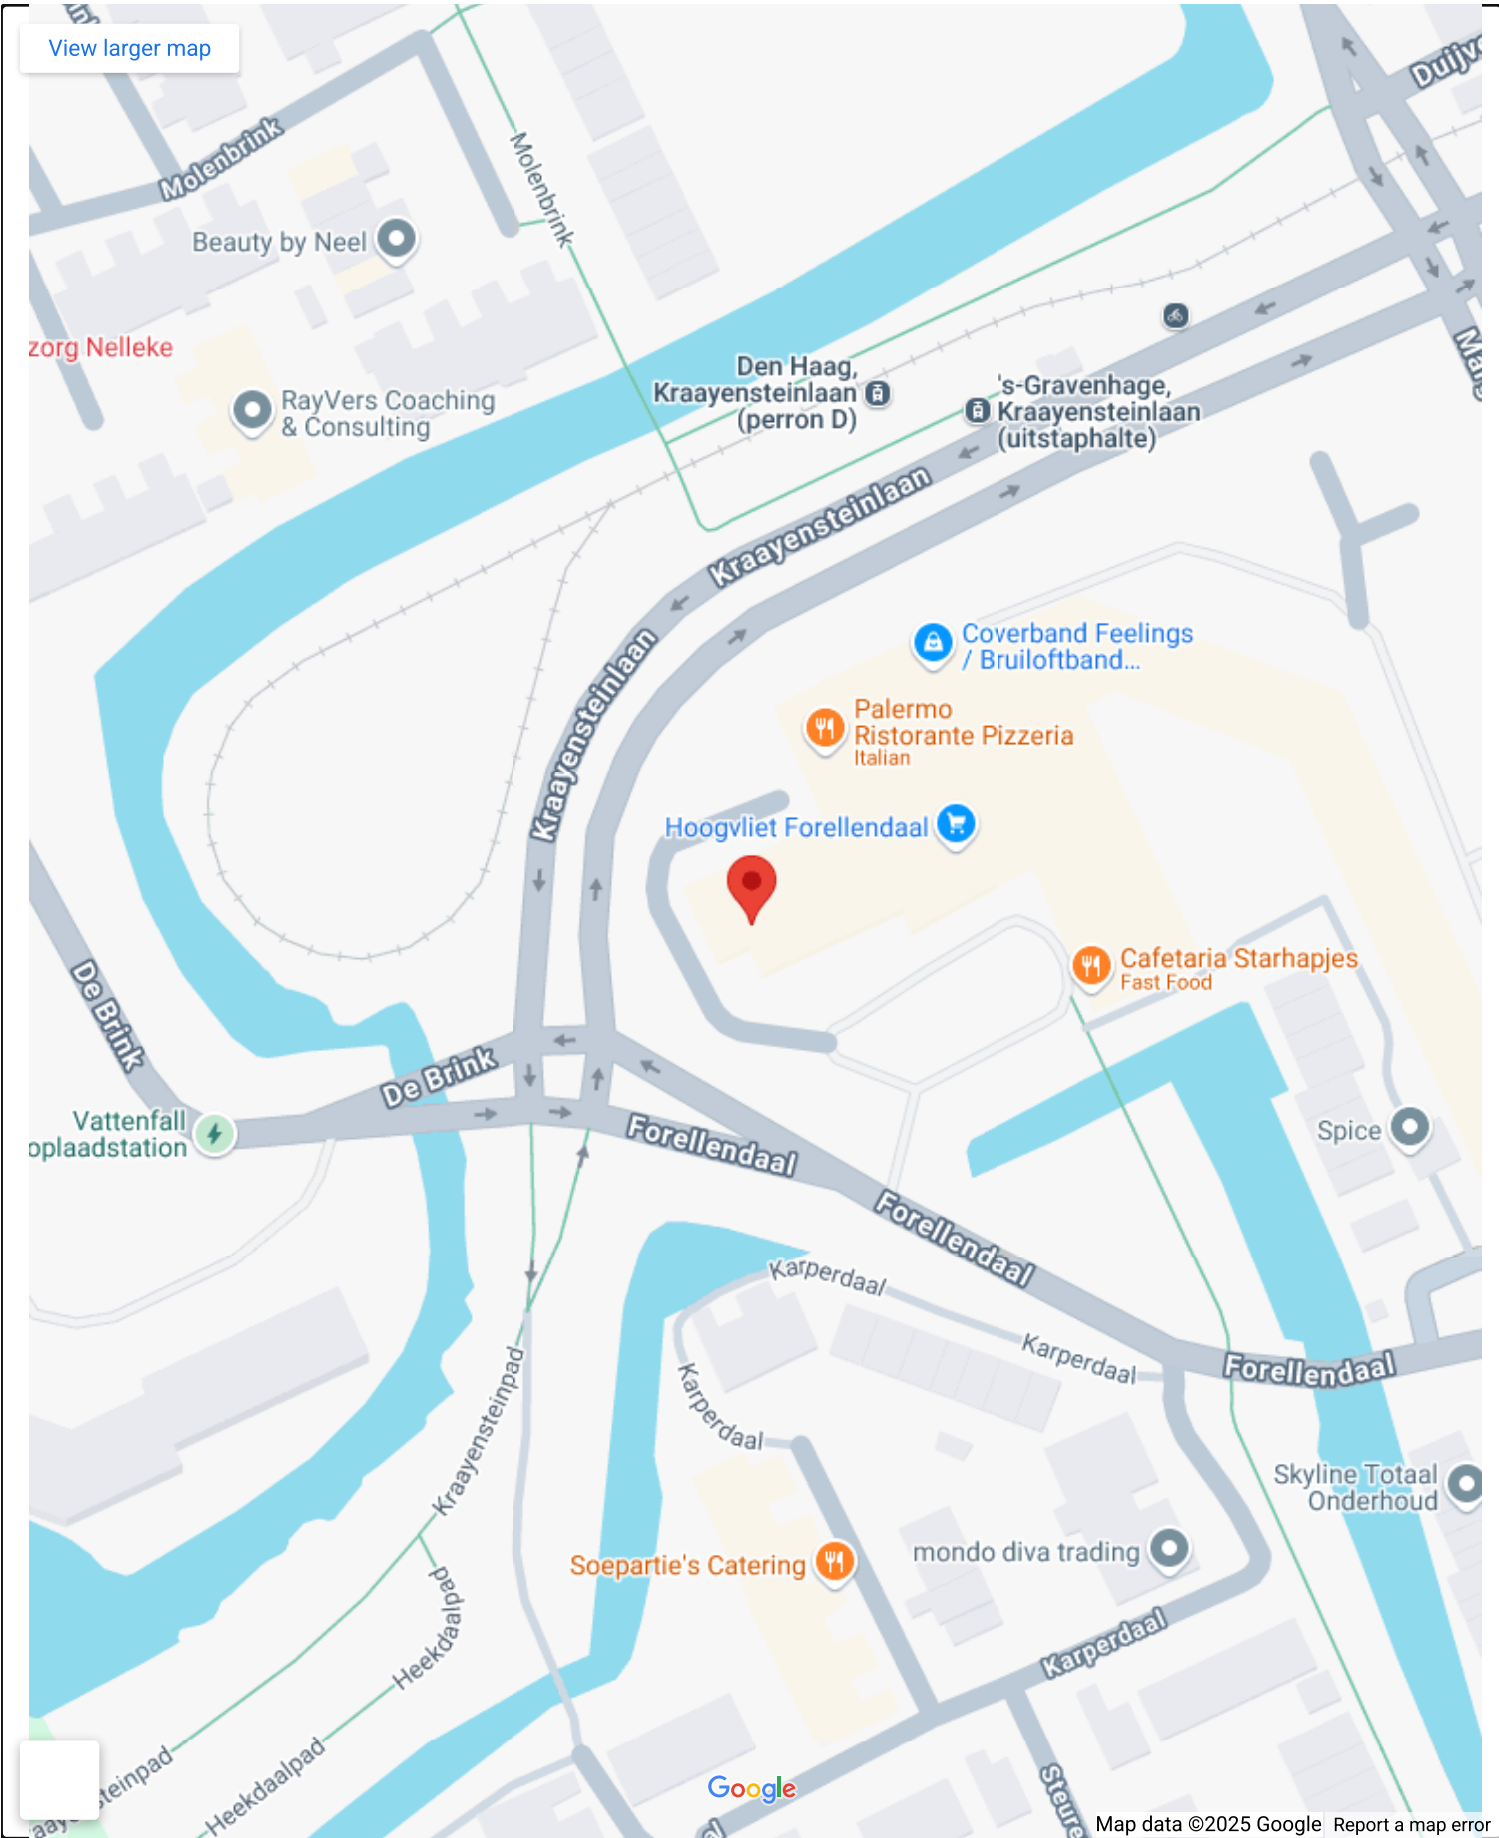 View larger map
Duijve
Molenbrink
Molenbrink
Beauty by Neel
zorg Nelleke
RayVers Coaching
& Consulting
Den Haag,
Kraayensteinlaan
(perron D)
's-Gravenhage,
Kraayensteinlaan
(uitstaphalte)
Kraayensteinlaan
Kraayensteinlaan
Coverband Feelings
/ Bruiloftband...
Palermo
Ristorante Pizzeria
Italian
Hoogvliet Forellendaal
Cafetaria Starhapjes
Fast Food
De Brink
De Brink
Vattenfall
oplaadstation
Forellendaal
Spice
Forellendaal
Karperdaal
Karperdaal
Forellendaal
Karperdaal
Kraayensteinpad
Skyline Totaal
Onderhoud
mondo diva trading
Soepartie's Catering
Heekdaalpad
Karperdaal
steinpad
Heekdaalpad
Steure
Google
Map data ©2025 Google
Report a map error